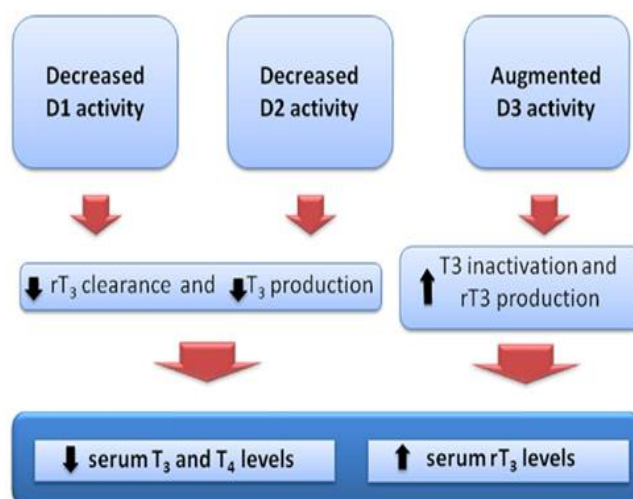 Decreased
D1 activity
Decreased
D2 activity
Augmented
D3 activity
rT₃ clearance and T₃ production
T3 inactivation and
rT3 production
serum T₃ and T₄ levels
serum rT₃ levels